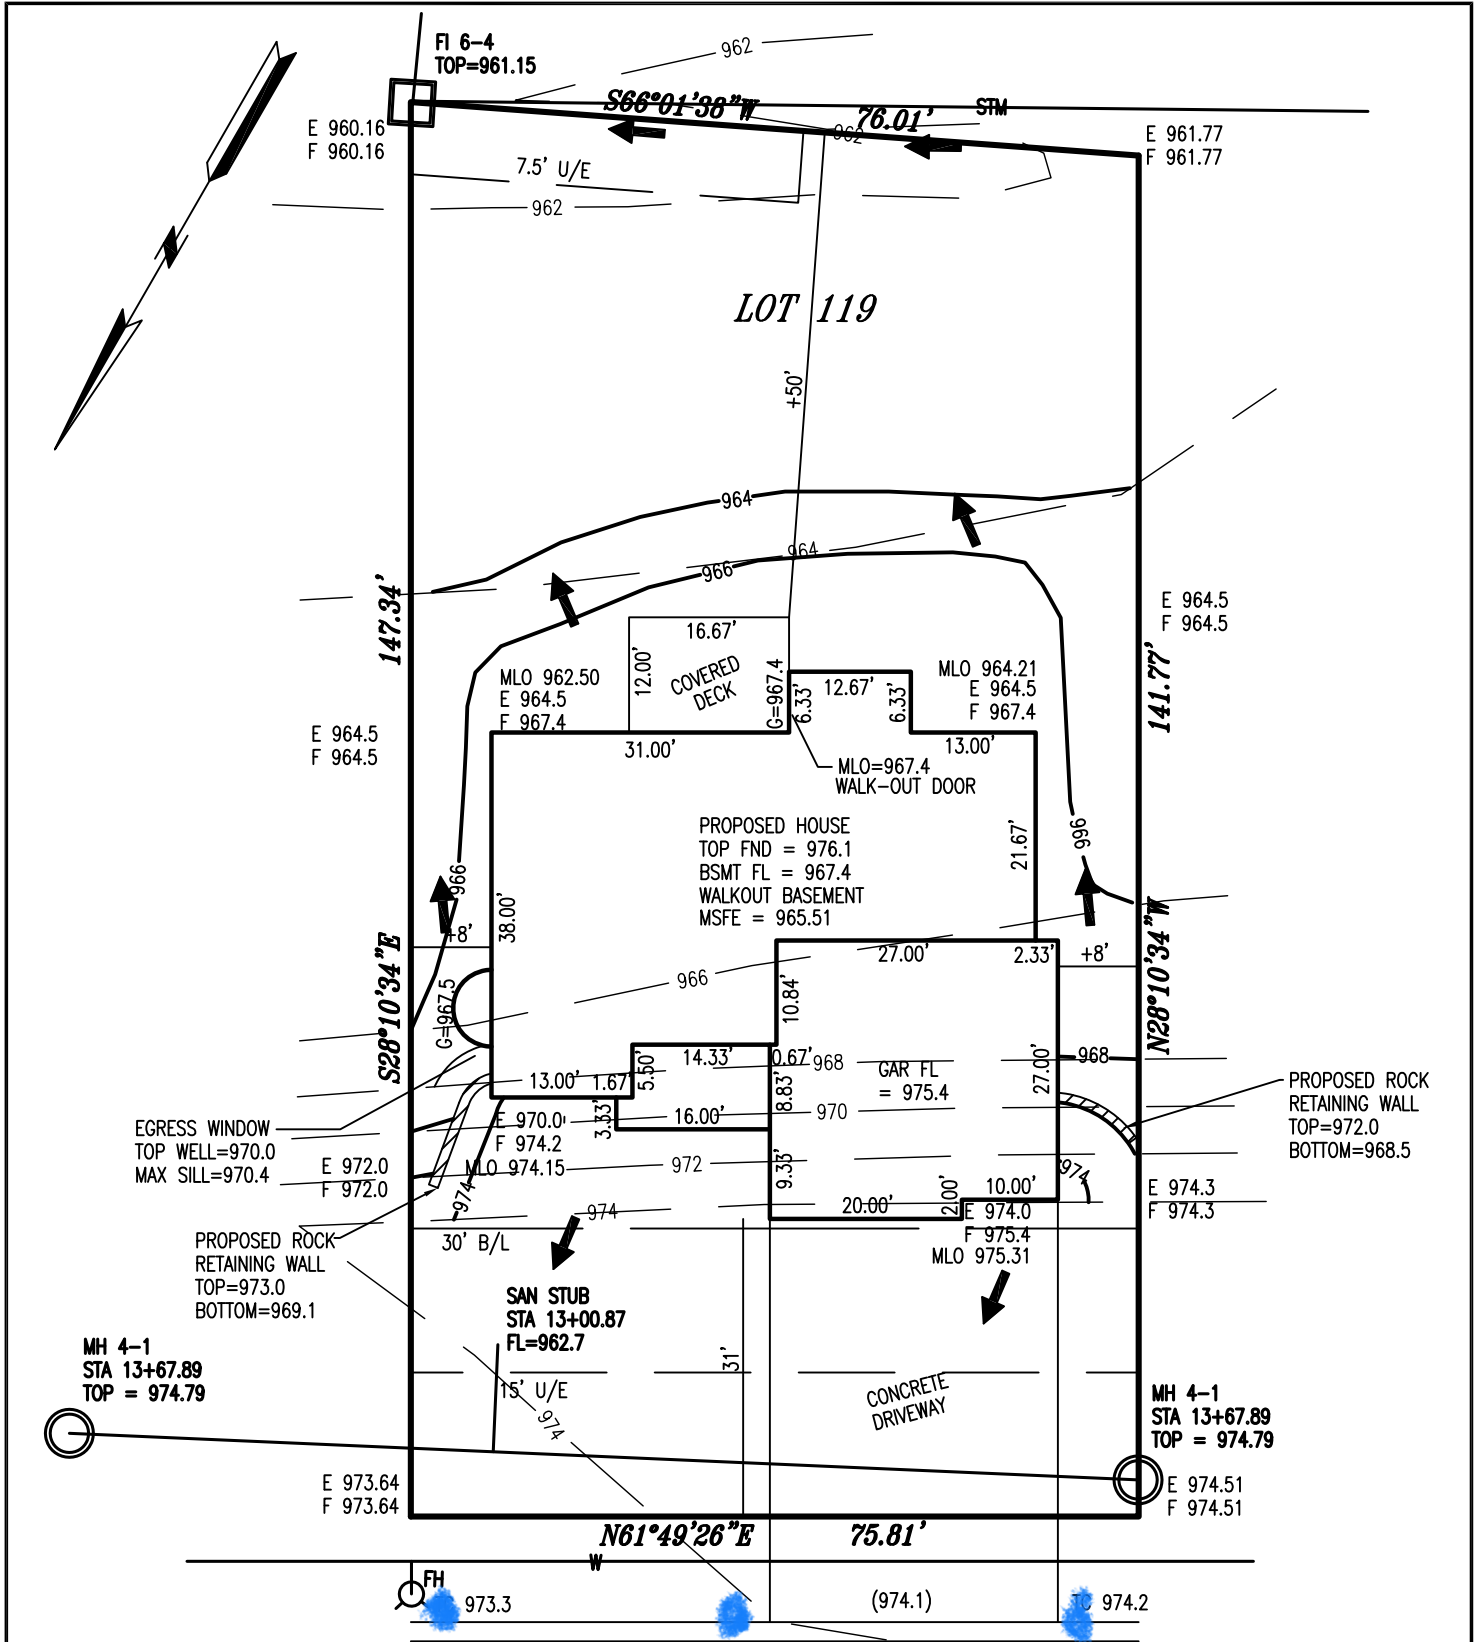 FI 6-4
TOP=961.15
962
S66°01'38"W
76.01'
STM
E 960.16
F 960.16
962
E 961.77
F 961.77
7.5' U/E
962
LOT 119
+50'
964
964
966
147.34'
E 964.5
F 964.5
16.67'
12.00'
COVERED
DECK
G=967.4
MLO 962.50
E 964.5
F 967.4
6.33'
12.67'
6.33'
MLO 964.21
E 964.5
F 967.4
141.77'
E 964.5
F 964.5
31.00'
13.00'
MLO=967.4
WALK-OUT DOOR
PROPOSED HOUSE
TOP FND = 976.1
BSMT FL = 967.4
WALKOUT BASEMENT
MSFE = 965.51
21.67'
966
966
38.00'
+8'
27.00'
2.33'
+8'
S28°10'34"E
N28°10'34"W
G=967.5
966
10.84'
14.33'
0.67'
968
GAR FL
= 975.4
27.00'
968
13.00'
1.67'
5.50'
8.83'
PROPOSED ROCK
RETAINING WALL
TOP=972.0
BOTTOM=968.5
EGRESS WINDOW
TOP WELL=970.0
MAX SILL=970.4
E 970.0
F 974.2
MLO 974.15
3.33'
16.00'
970
E 972.0
F 972.0
972
9.33'
974
974
974
20.00'
2.00'
10.00'
E 974.3
F 974.3
E 974.0
F 975.4
MLO 975.31
PROPOSED ROCK
RETAINING WALL
TOP=973.0
BOTTOM=969.1
30' B/L
SAN STUB
STA 13+00.87
FL=962.7
MH 4-1
STA 13+67.89
TOP = 974.79
31'
15' U/E
974
CONCRETE
DRIVEWAY
MH 4-1
STA 13+67.89
TOP = 974.79
E 973.64
F 973.64
E 974.51
F 974.51
N61°49'26"E
75.81'
W
FH
973.3
(974.1)
TC 974.2